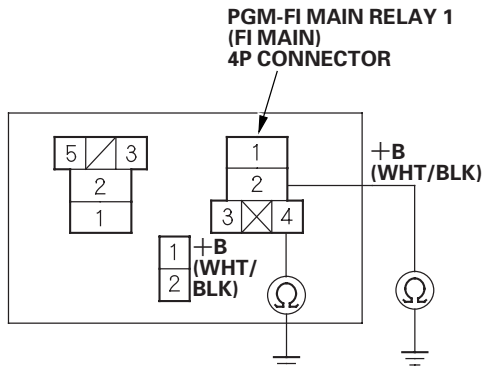 PGM-FI MAIN RELAY 1
(FI MAIN)
4P CONNECTOR
5 3
2
1
1
2
3 4
+B
(WHT/BLK)
1
2
+B
(WHT/
BLK)
Ω
Ω